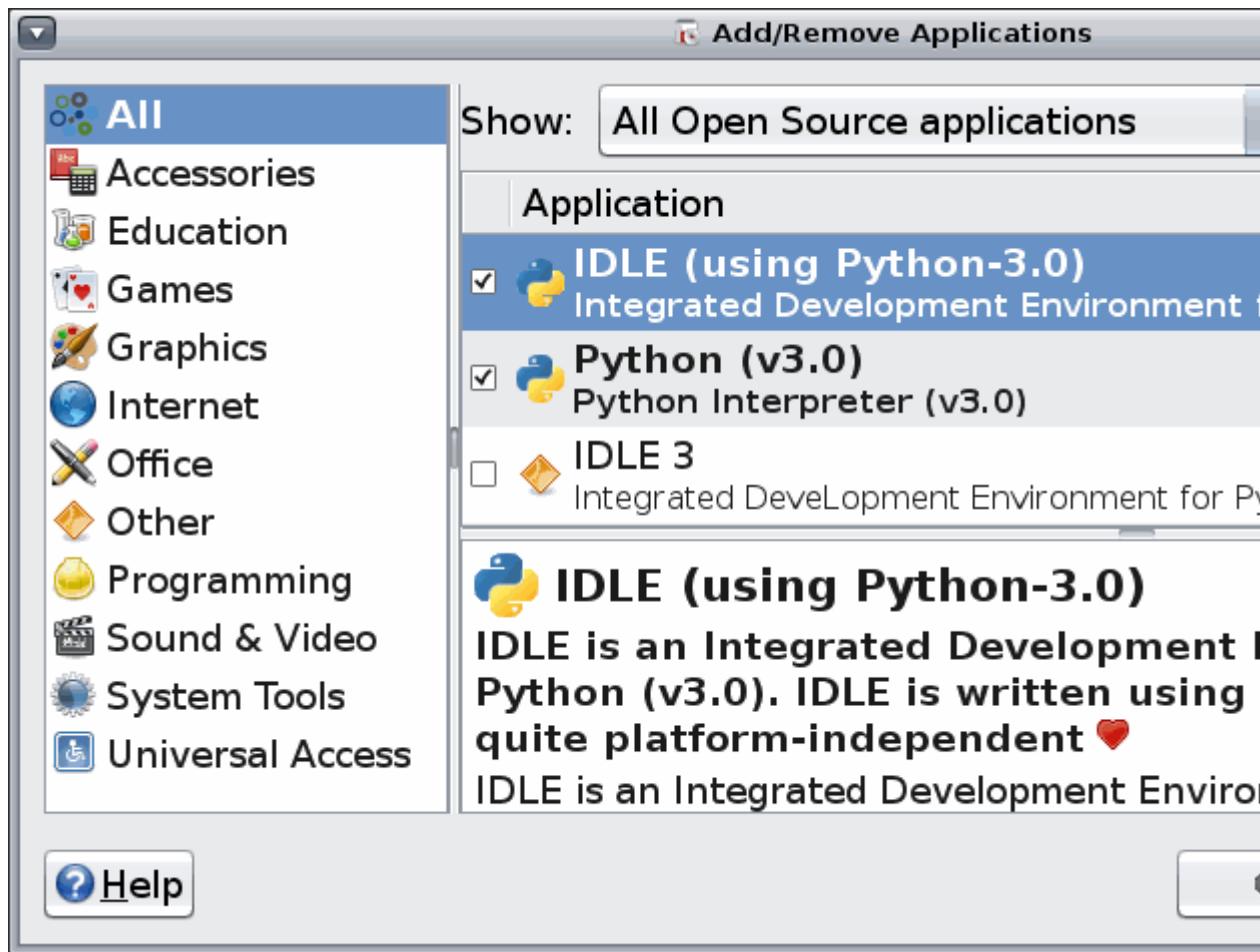 Add/Remove Applications
All
Accessories
Education
Games
Graphics
Internet
Office
Other
Programming
Sound & Video
System Tools
Universal Access
Show: All Open Source applications
Application
IDLE (using Python-3.0)
Integrated Development Environment
Python (v3.0)
Python Interpreter (v3.0)
IDLE 3
Integrated DeveLopment Environment for
IDLE (using Python-3.0)
IDLE is an Integrated Development
Python (v3.0). IDLE is written using
quite platform-independent
IDLE is an Integrated Development
Help